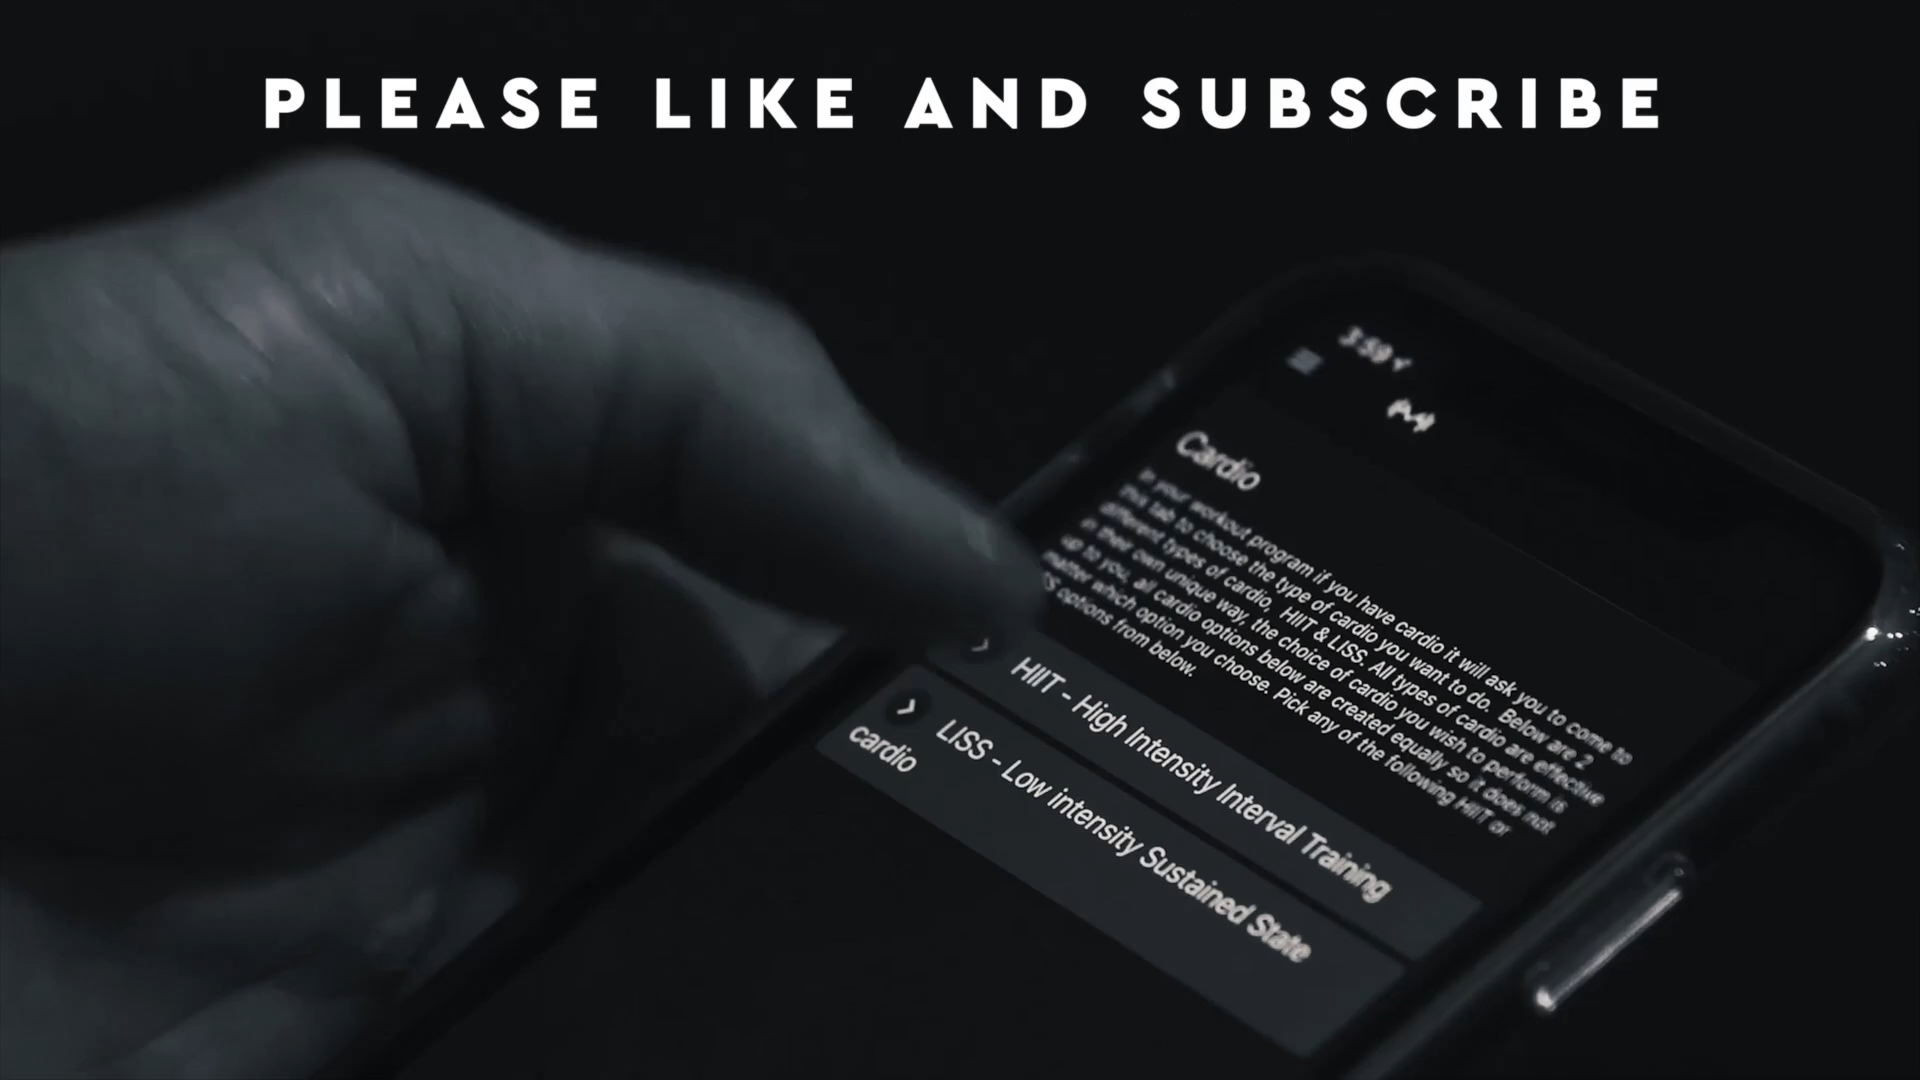 PLEASE LIKE AND SUBSCRIBE
3:59
Cardio
In your workout program if you have cardio it will ask you to come to
this tab to choose the type of cardio you want to do. Below are 2
different types of cardio, HIIT & LISS. All types of cardio are effective
in their own unique way, the choice of cardio you wish to perform is
up to you, all cardio options below are created equally so it does not
matter which option you choose. Pick any of the following HIIT or
options from below.
HIIT - High Intensity Interval Training
LISS - Low intensity Sustained State
cardio